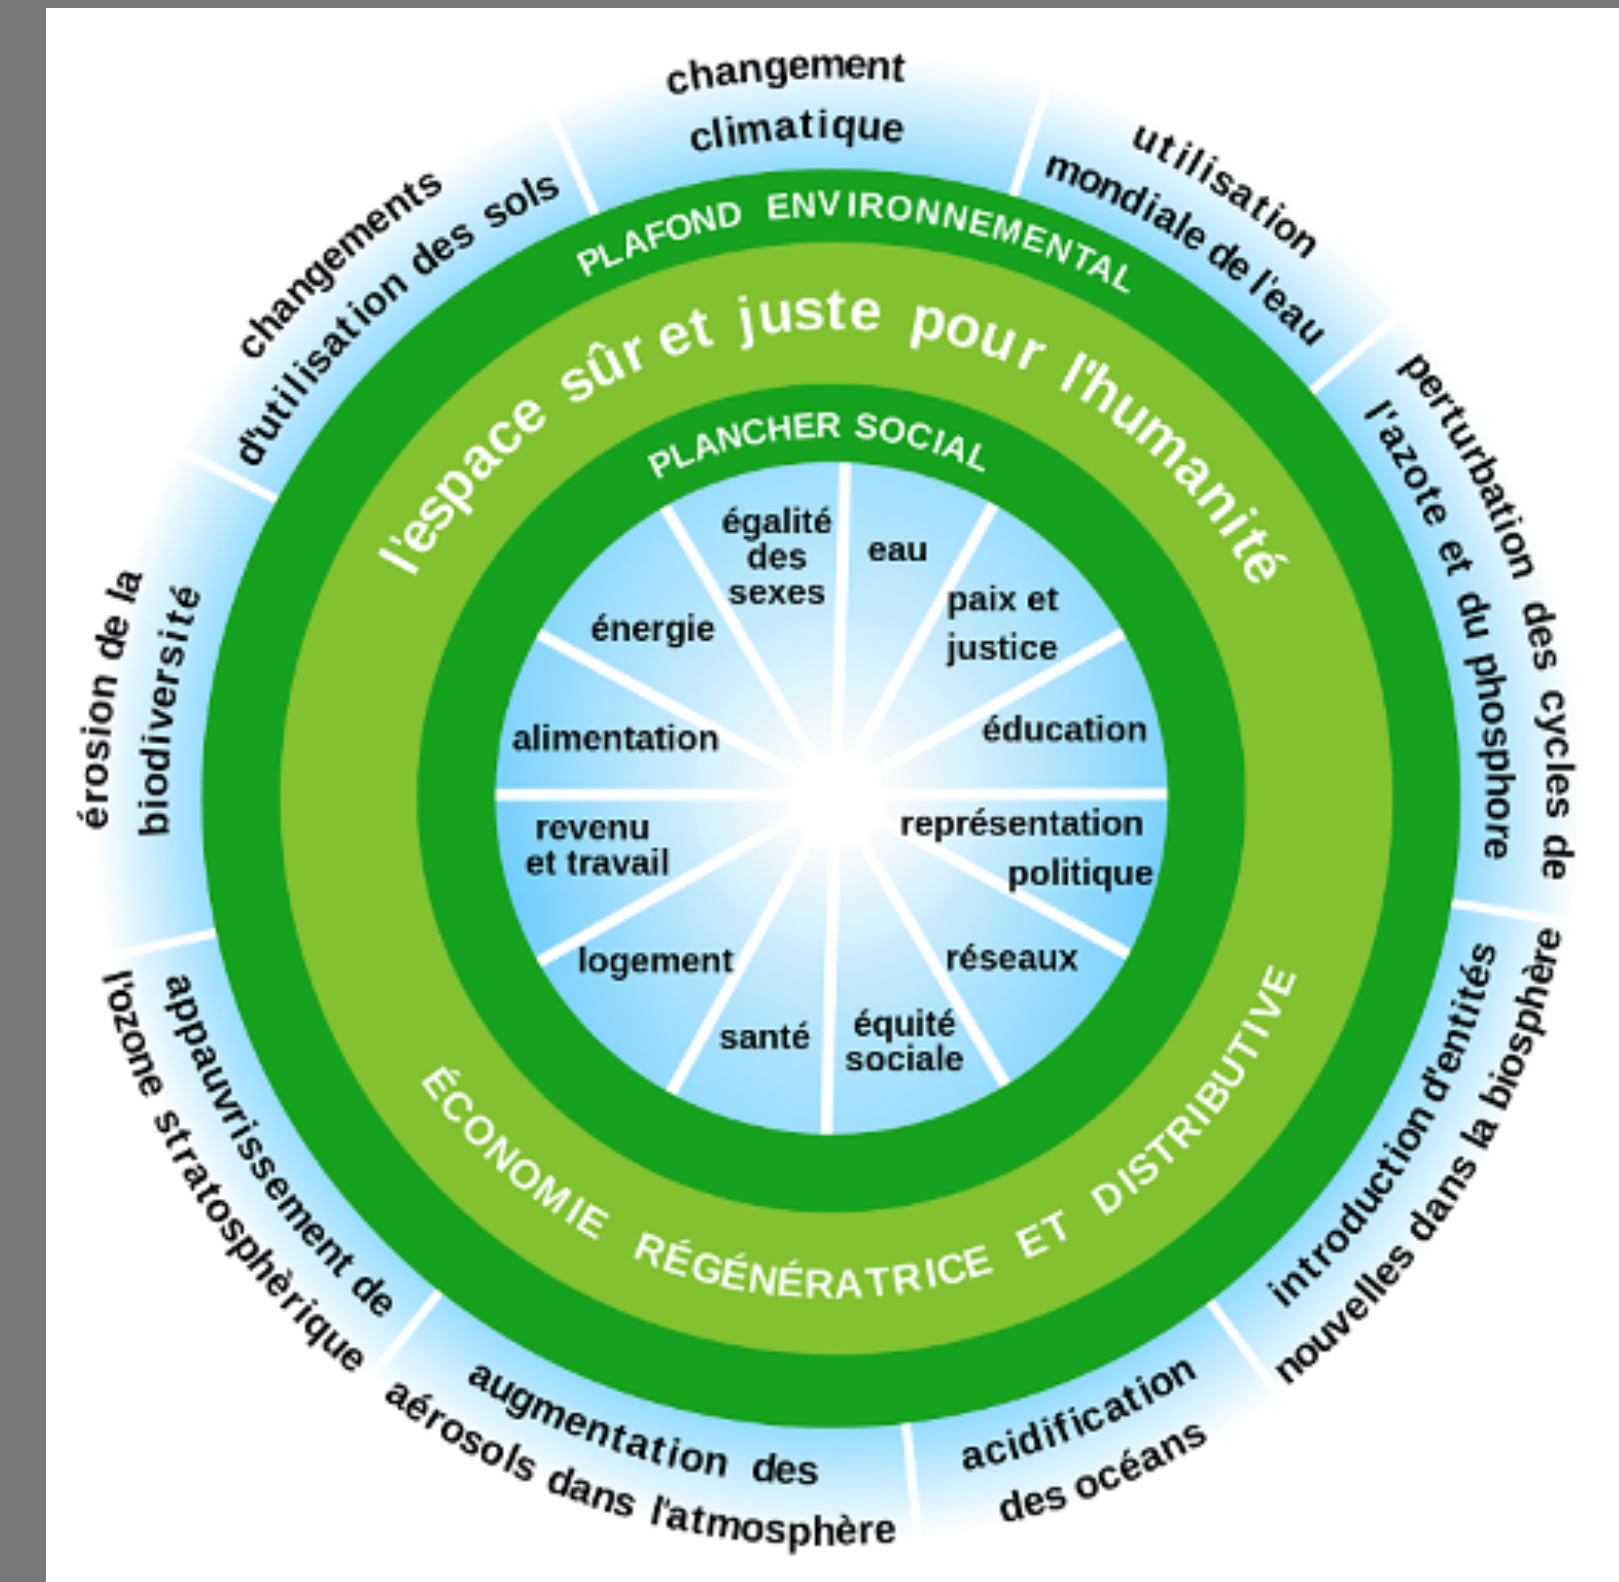 changement
climatique
utilisation
mondiale de l'eau
perturbation des cycles de
l'azote et du phosphore
introduction d'entités
nouvelles dans la biosphère
acidification
des océans
augmentation des
aérosols dans l'atmosphère
appauvrissement de
l'ozone stratosphèrique
érosion de la
biodiversité
changements
d'utilisation des sols
PLAFOND ENVIRONNEMENTAL
l'espace sûr et juste pour l'humanité
PLANCHER SOCIAL
égalité
des
sexes
eau
paix et
justice
éducation
représentation
politique
réseaux
équité
sociale
santé
logement
revenu
et travail
alimentation
énergie
ÉCONOMIE RÉGÉNÉRATRICE ET DISTRIBUTIVE